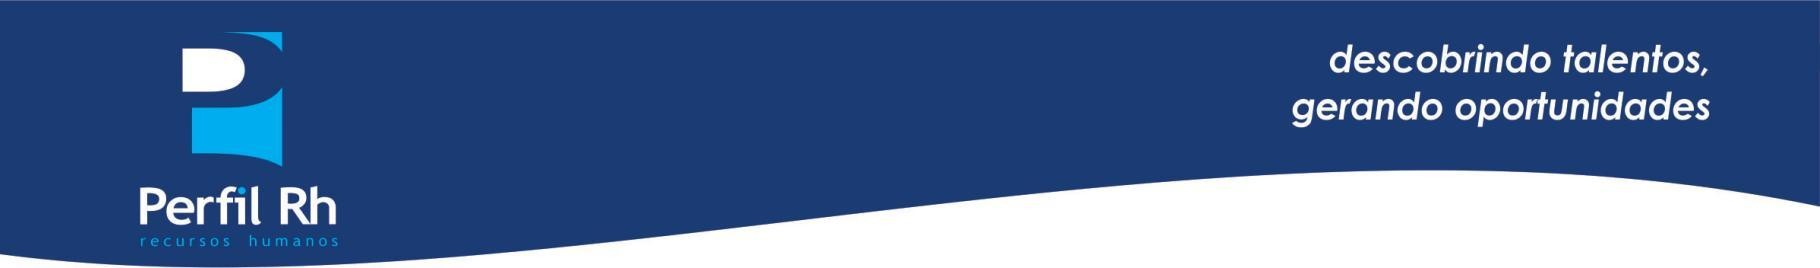 descobrindo talentos,
gerando oportunidades
Perfil Rh
recursos humanos